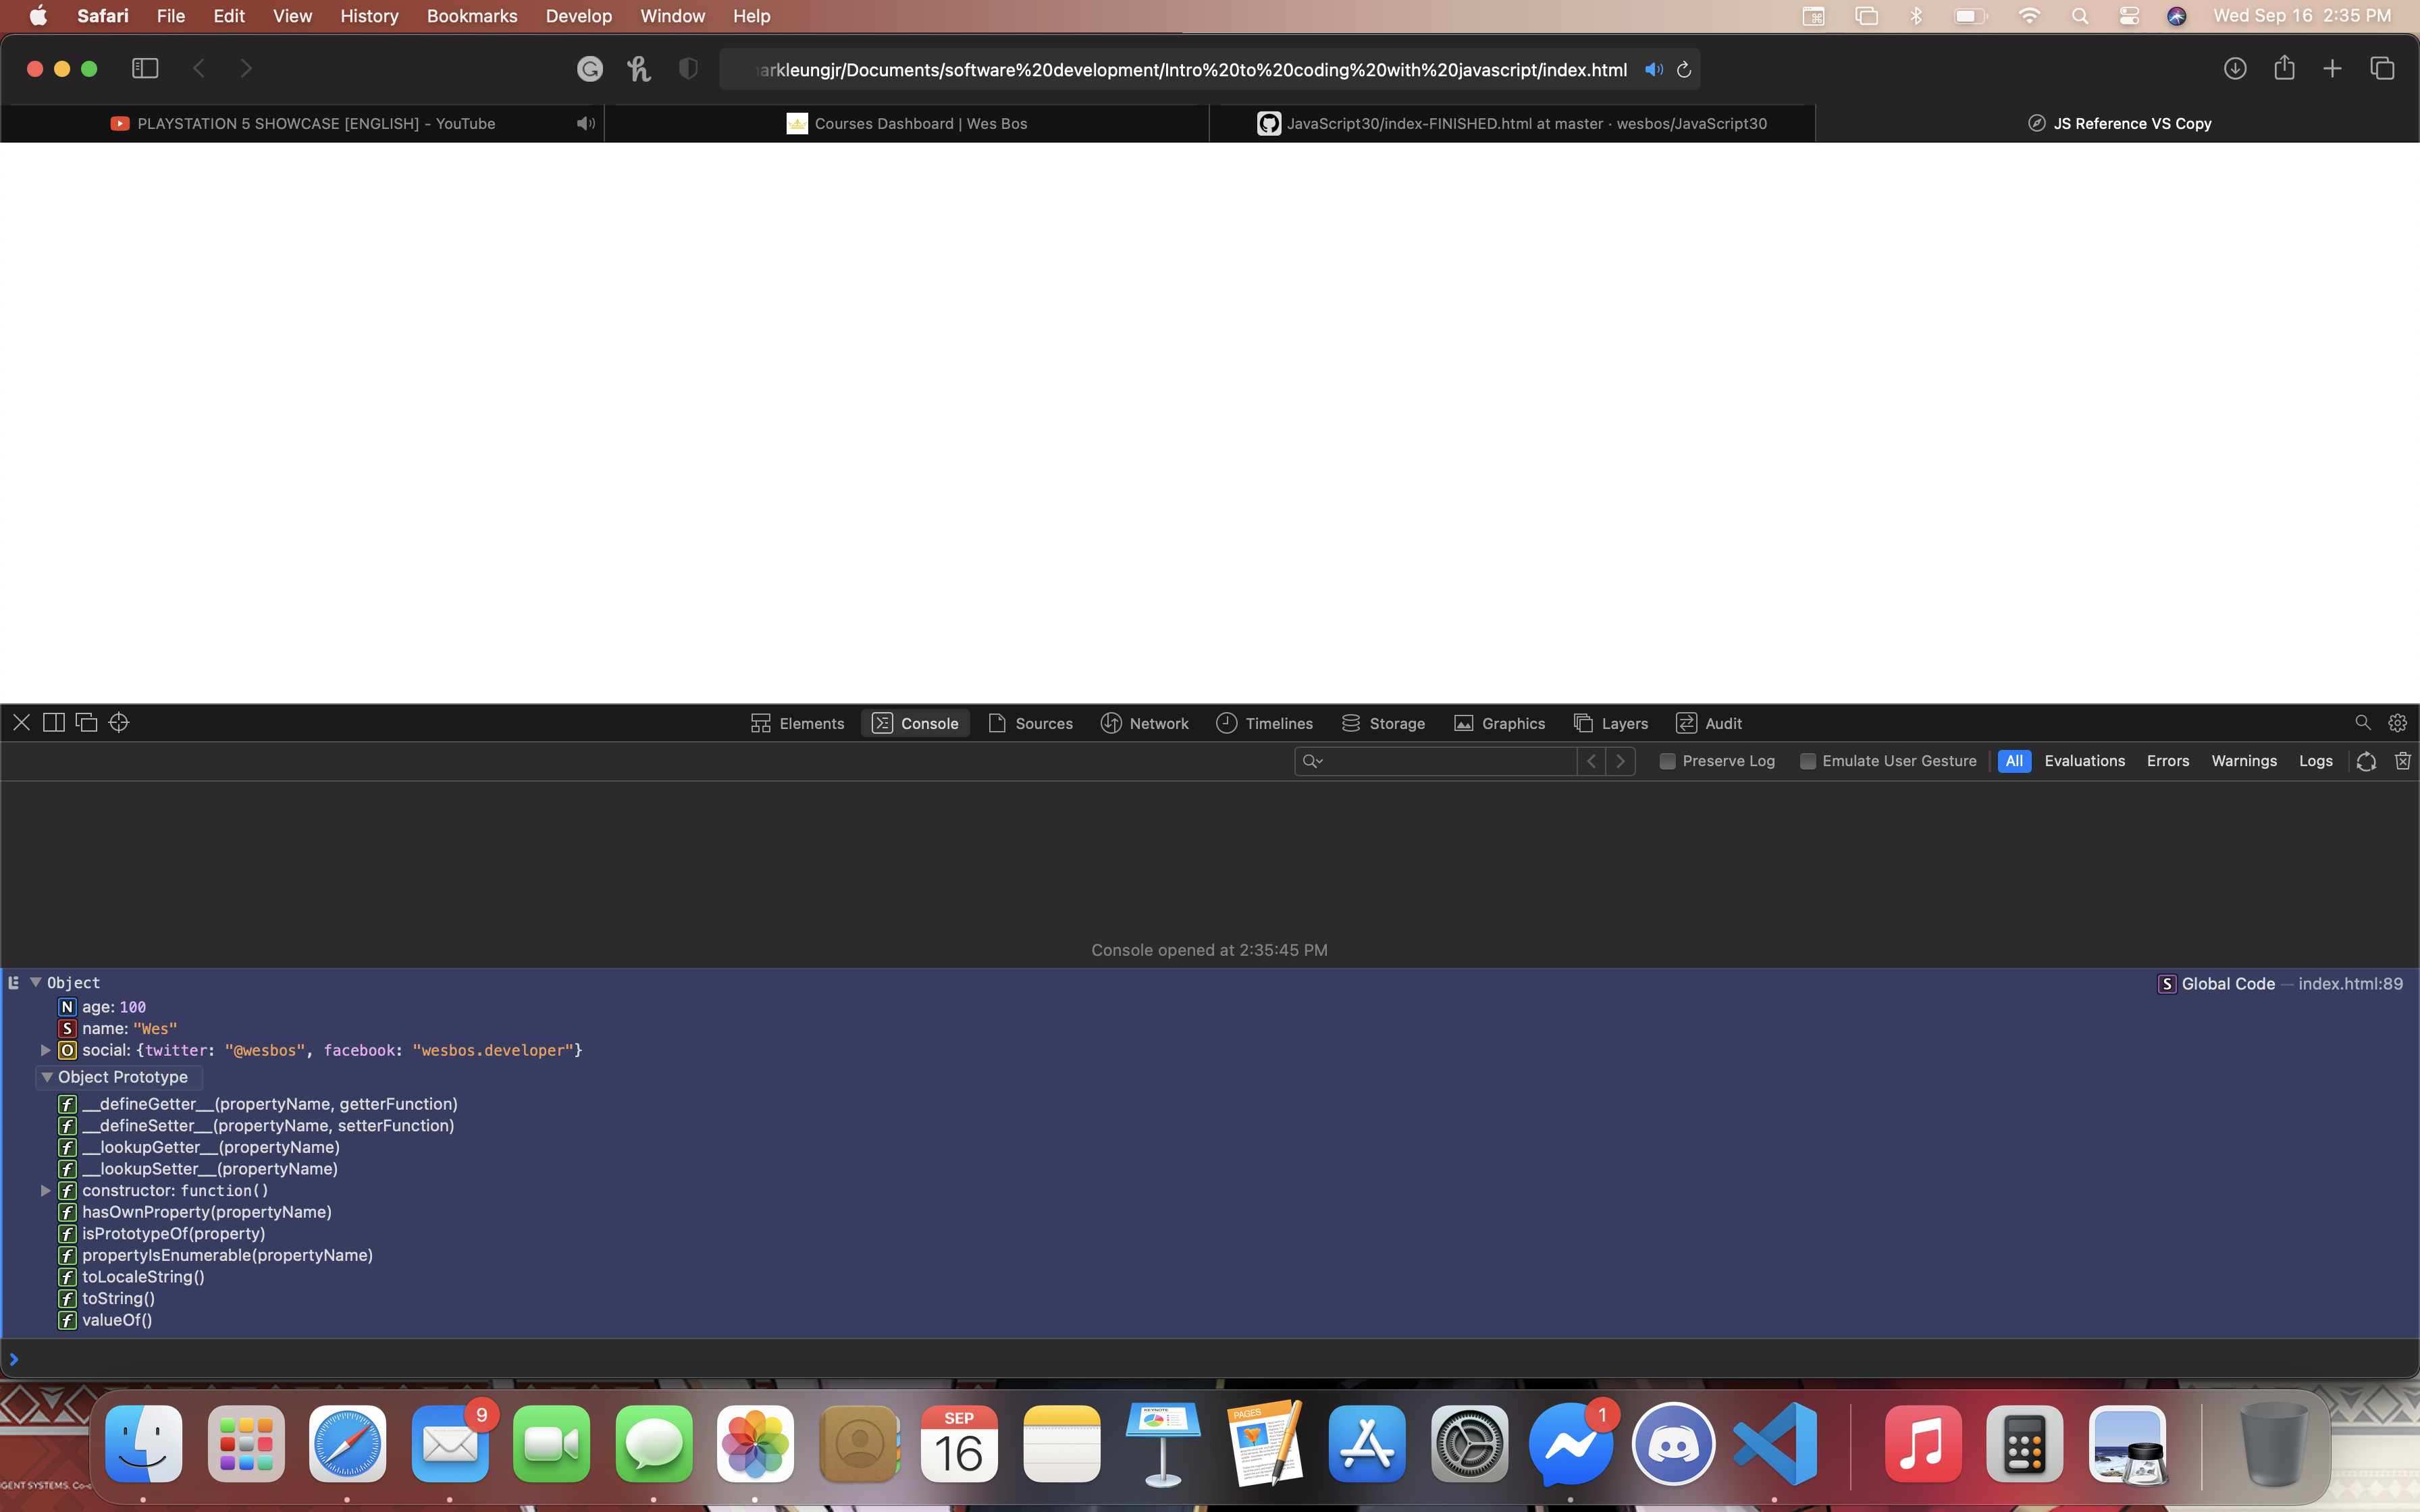 Safari File Edit View History Bookmarks Develop Window Help Wed Sep 16 2:35 PM
arkleungjr/Documents/software%20development/Intro%20to%20coding%20with%20javascript/index.html
PLAYSTATION 5 SHOWCASE [ENGLISH] - YouTube Courses Dashboard | Wes Bos JavaScript30/index-FINISHED.html at master · wesbos/JavaScript30 JS Reference VS Copy
Elements Console Sources Network Timelines Storage Graphics Layers Audit
Preserve Log Emulate User Gesture All Evaluations Errors Warnings Logs
Console opened at 2:35:45 PM
E Object S Global Code — index.html:89
N age: 100
S name: "Wes"
O social: {twitter: "@wesbos", facebook: "wesbos.developer"}
Object Prototype
f __defineGetter__(propertyName, getterFunction)
f __defineSetter__(propertyName, setterFunction)
f __lookupGetter__(propertyName)
f __lookupSetter__(propertyName)
f constructor: function()
f hasOwnProperty(propertyName)
f isPrototypeOf(property)
f propertyIsEnumerable(propertyName)
f toLocaleString()
f toString()
f valueOf()
9 SEP 16 PAGES 1
GENT SYSTEMS.